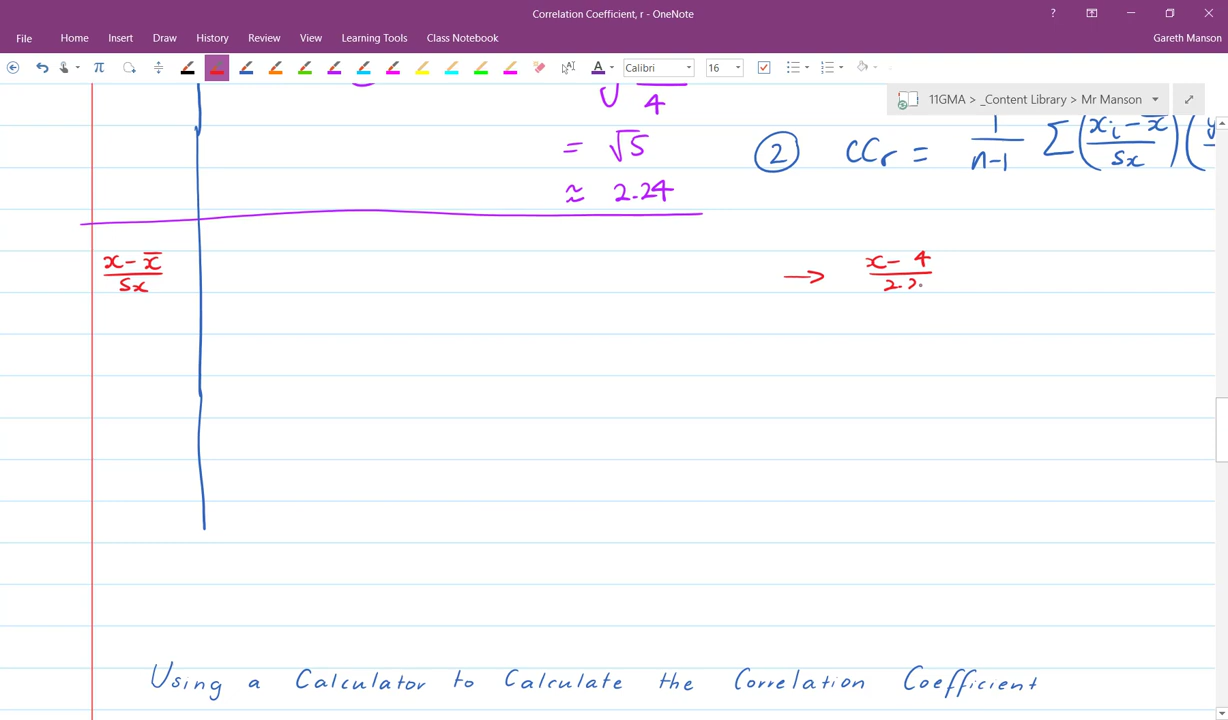 Correlation Coefficient, r - OneNote
File Home Insert Draw History Review View Learning Tools Class Notebook Gareth Manson
Calibri 16
11GMA > _Content Library > Mr Manson
√ 4
= √5
≈ 2.24
② CCr = 1/(n-1) Σ((xi - x̄)/Sx)(y
(x - x̄)/Sx → (x - 4)/2.2
Using a Calculator to Calculate the Correlation Coefficient